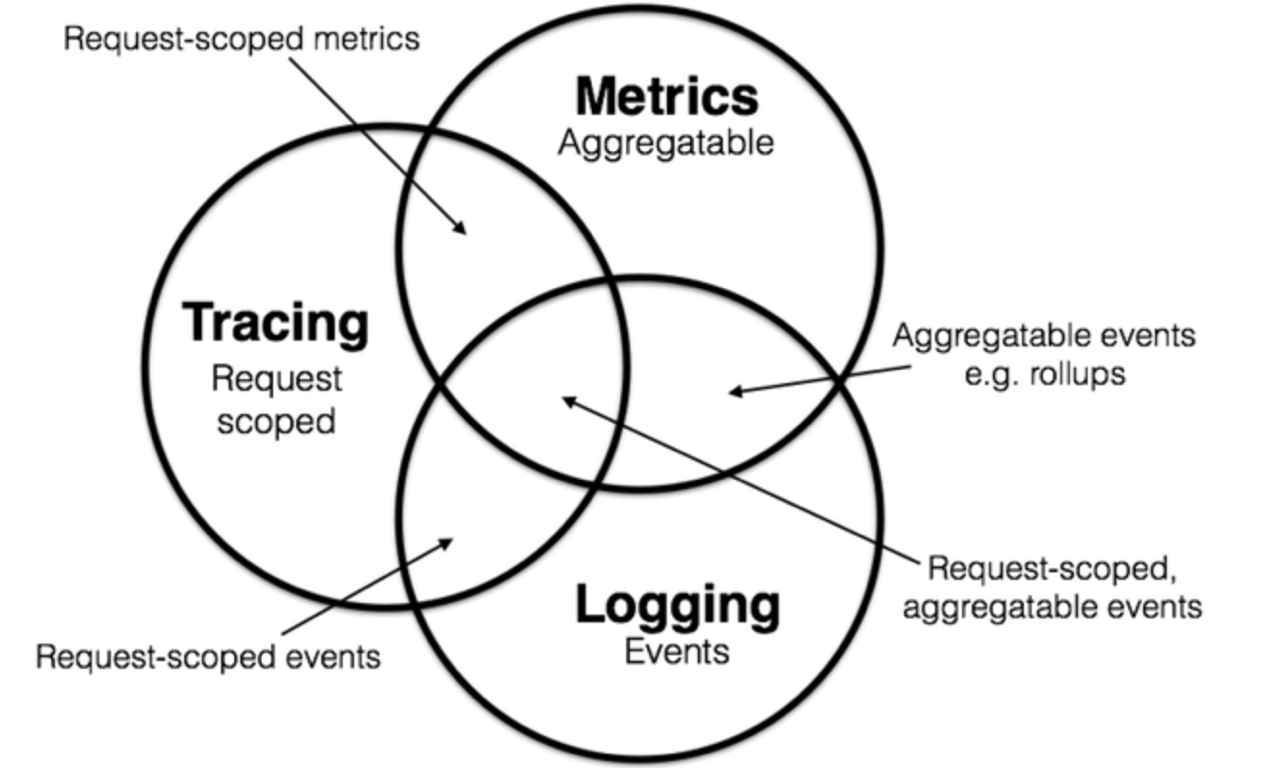 Request-scoped metrics
Metrics
Aggregatable
Tracing
Request
scoped
Aggregatable events
e.g. rollups
Request-scoped,
aggregatable events
Logging
Events
Request-scoped events